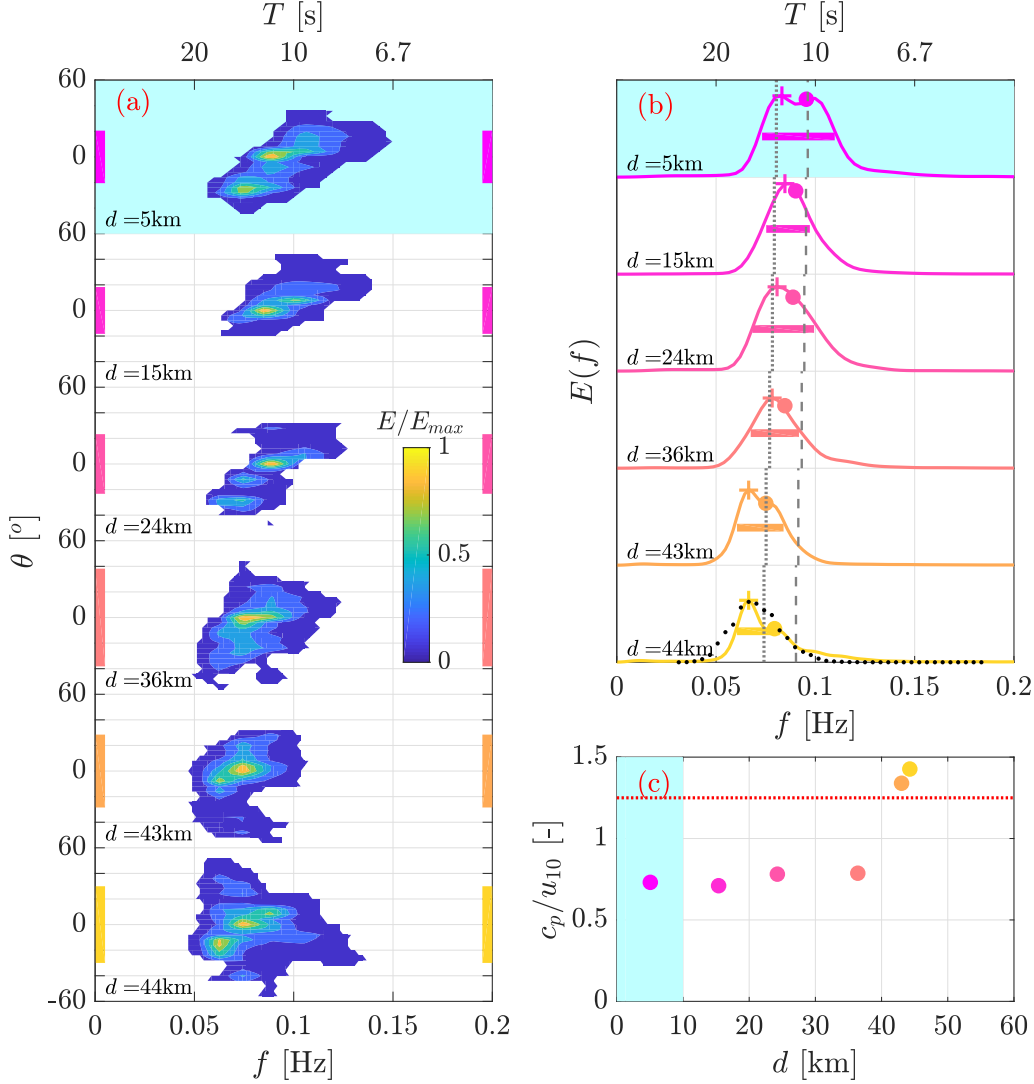 T [s]
20 10 6.7
(a)
60
0
d =5km
60
0
d =15km
60
0
d =24km
60
0
d =36km
60
0
d =43km
60
0
d =44km
-60
θ [º]
E/Emax
1
0.5
0
0 0.05 0.1 0.15 0.2
f [Hz]
T [s]
20 10 6.7
(b)
d =5km
d =15km
d =24km
d =36km
d =43km
d =44km
E(f)
0 0.05 0.1 0.15 0.2
f [Hz]
(c)
1.5
1
0.5
0
cp/u10 [-]
0 10 20 30 40 50 60
d [km]